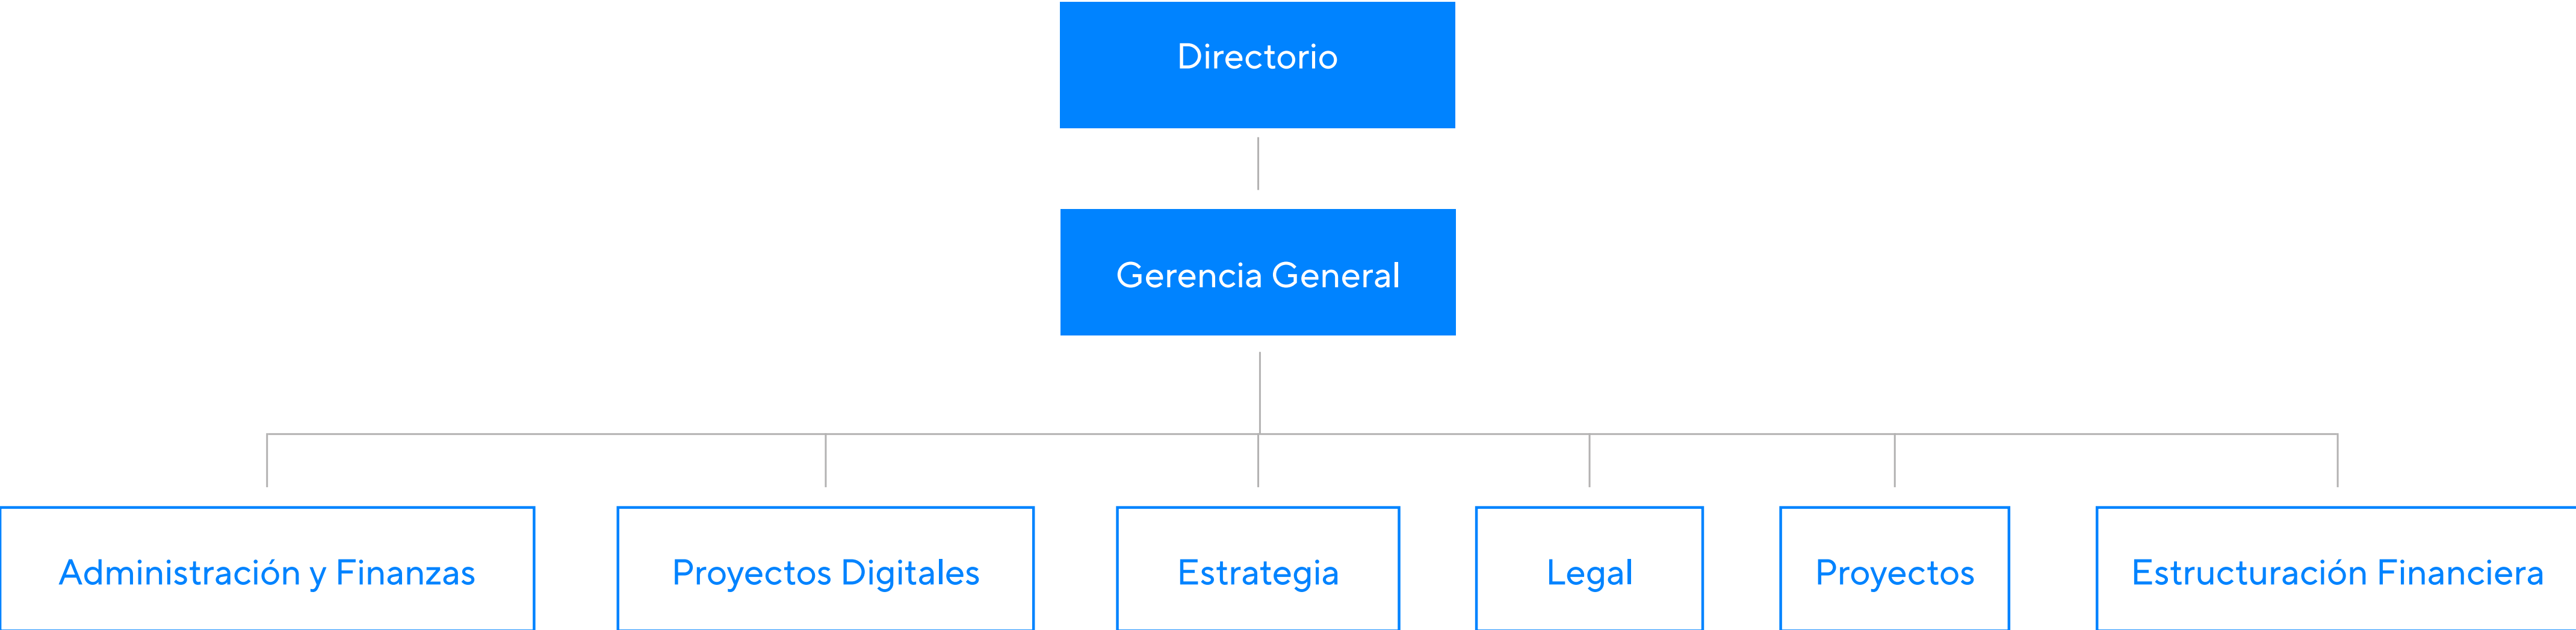 Directorio
Gerencia General
Administración y Finanzas
Proyectos Digitales
Estrategia
Legal
Proyectos
Estructuración Financiera